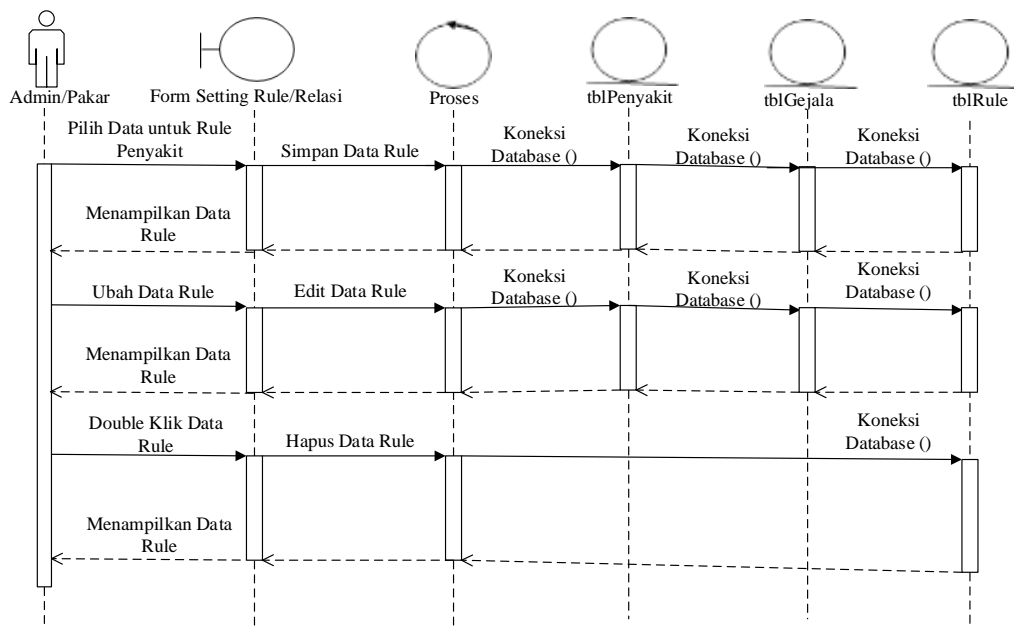 Admin/Pakar
Form Setting Rule/Relasi
Proses
tblPenyakit
tblGejala
tblRule
Pilih Data untuk Rule
Penyakit
Simpan Data Rule
Koneksi
Database ()
Koneksi
Database ()
Koneksi
Database ()
Menampilkan Data
Rule
Ubah Data Rule
Edit Data Rule
Koneksi
Database ()
Koneksi
Database ()
Koneksi
Database ()
Menampilkan Data
Rule
Double Klik Data
Rule
Hapus Data Rule
Koneksi
Database ()
Menampilkan Data
Rule